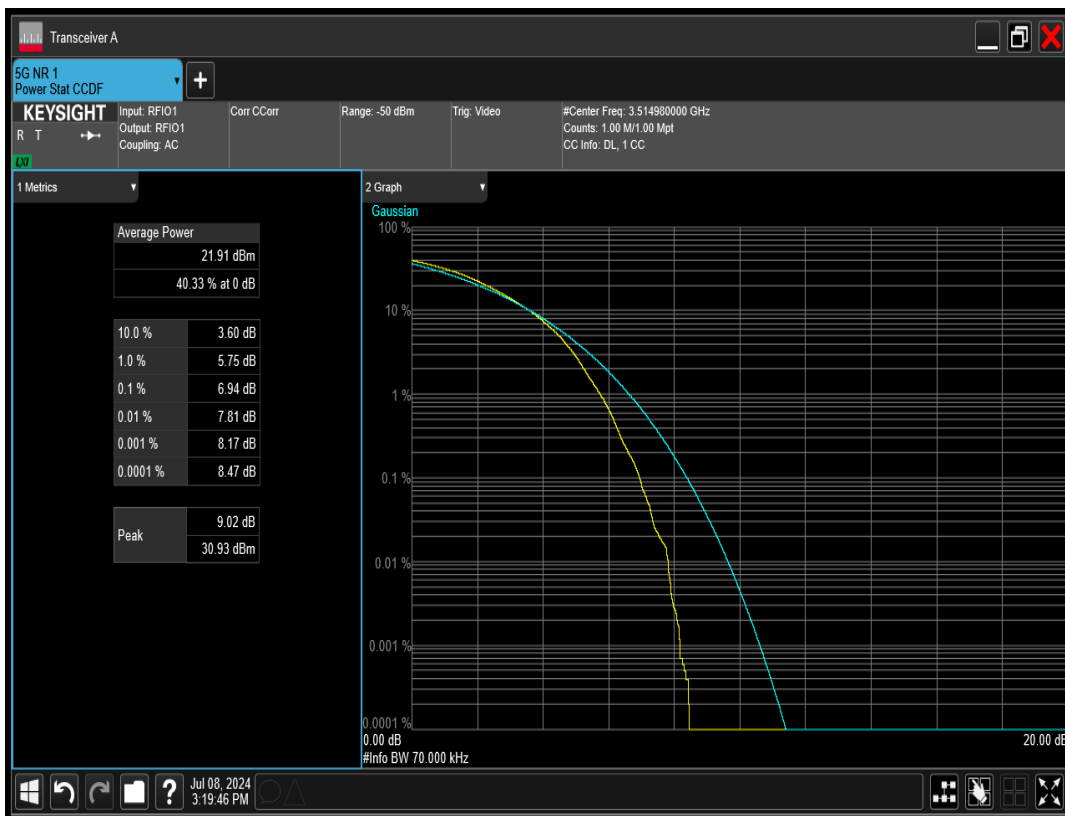 Transceiver A
5G NR 1
Power Stat CCDF
+
KEYSIGHT
R T
LXI
Input: RFIO1
Output: RFIO1
Coupling: AC
Corr CCorr
Range: -50 dBm
Trig: Video
#Center Freq: 3.514980000 GHz
Counts: 1.00 M/1.00 Mpt
CC Info: DL, 1 CC
1 Metrics
Average Power
21.91 dBm
40.33 % at 0 dB
10.0 % 3.60 dB
1.0 % 5.75 dB
0.1 % 6.94 dB
0.01 % 7.81 dB
0.001 % 8.17 dB
0.0001 % 8.47 dB
Peak
9.02 dB
30.93 dBm
2 Graph
Gaussian
100 %
10 %
1 %
0.1 %
0.01 %
0.001 %
0.0001 %
0.00 dB 20.00 dB
#Info BW 70.000 kHz
?
Jul 08, 2024
3:19:46 PM